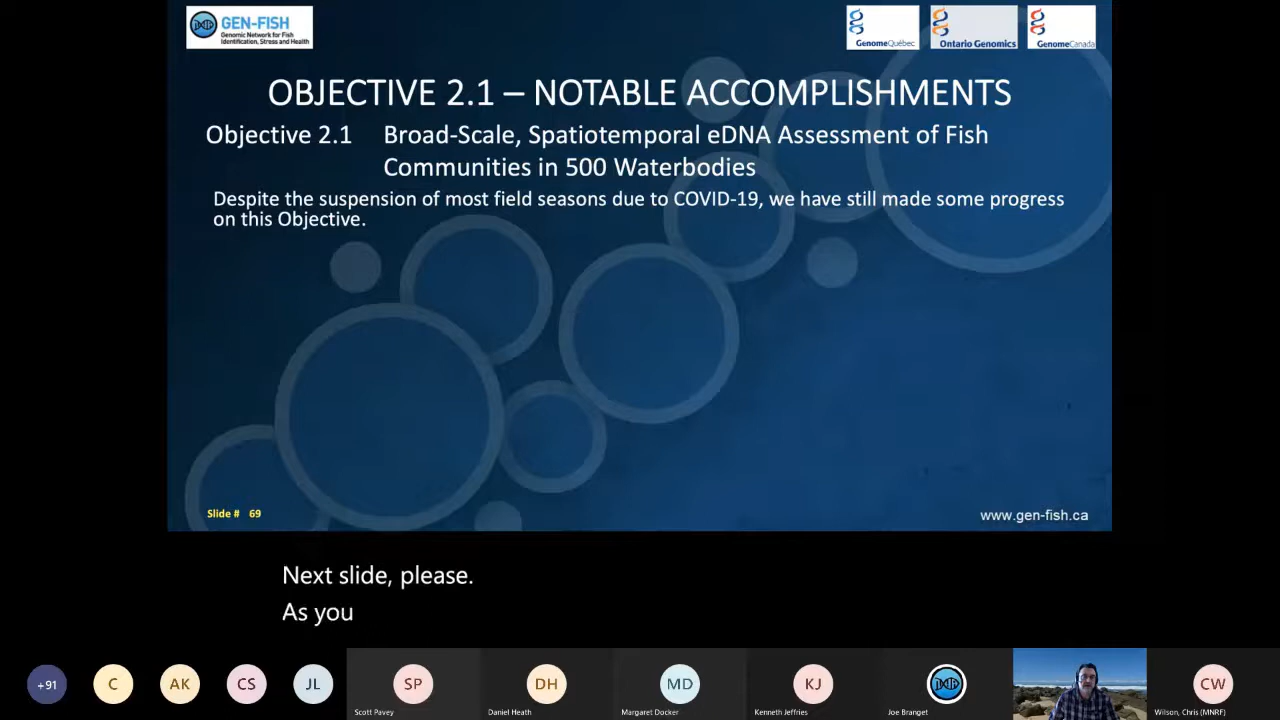 GEN-FISH
Genomic Network for Fish
Identification, Stress and Health
GenomeQuébec
Ontario Genomics
GenomeCanada
OBJECTIVE 2.1 – NOTABLE ACCOMPLISHMENTS
Objective 2.1 Broad-Scale, Spatiotemporal eDNA Assessment of Fish
Communities in 500 Waterbodies
Despite the suspension of most field seasons due to COVID-19, we have still made some progress
on this Objective.
Slide # 69
www.gen-fish.ca
Next slide, please.
As you
+91
C
AK
CS
JL
SP
DH
MD
KJ
CW
Scott Pavey
Daniel Heath
Margaret Docker
Kenneth Jeffries
Joe Branget
Wilson, Chris (MNRF)